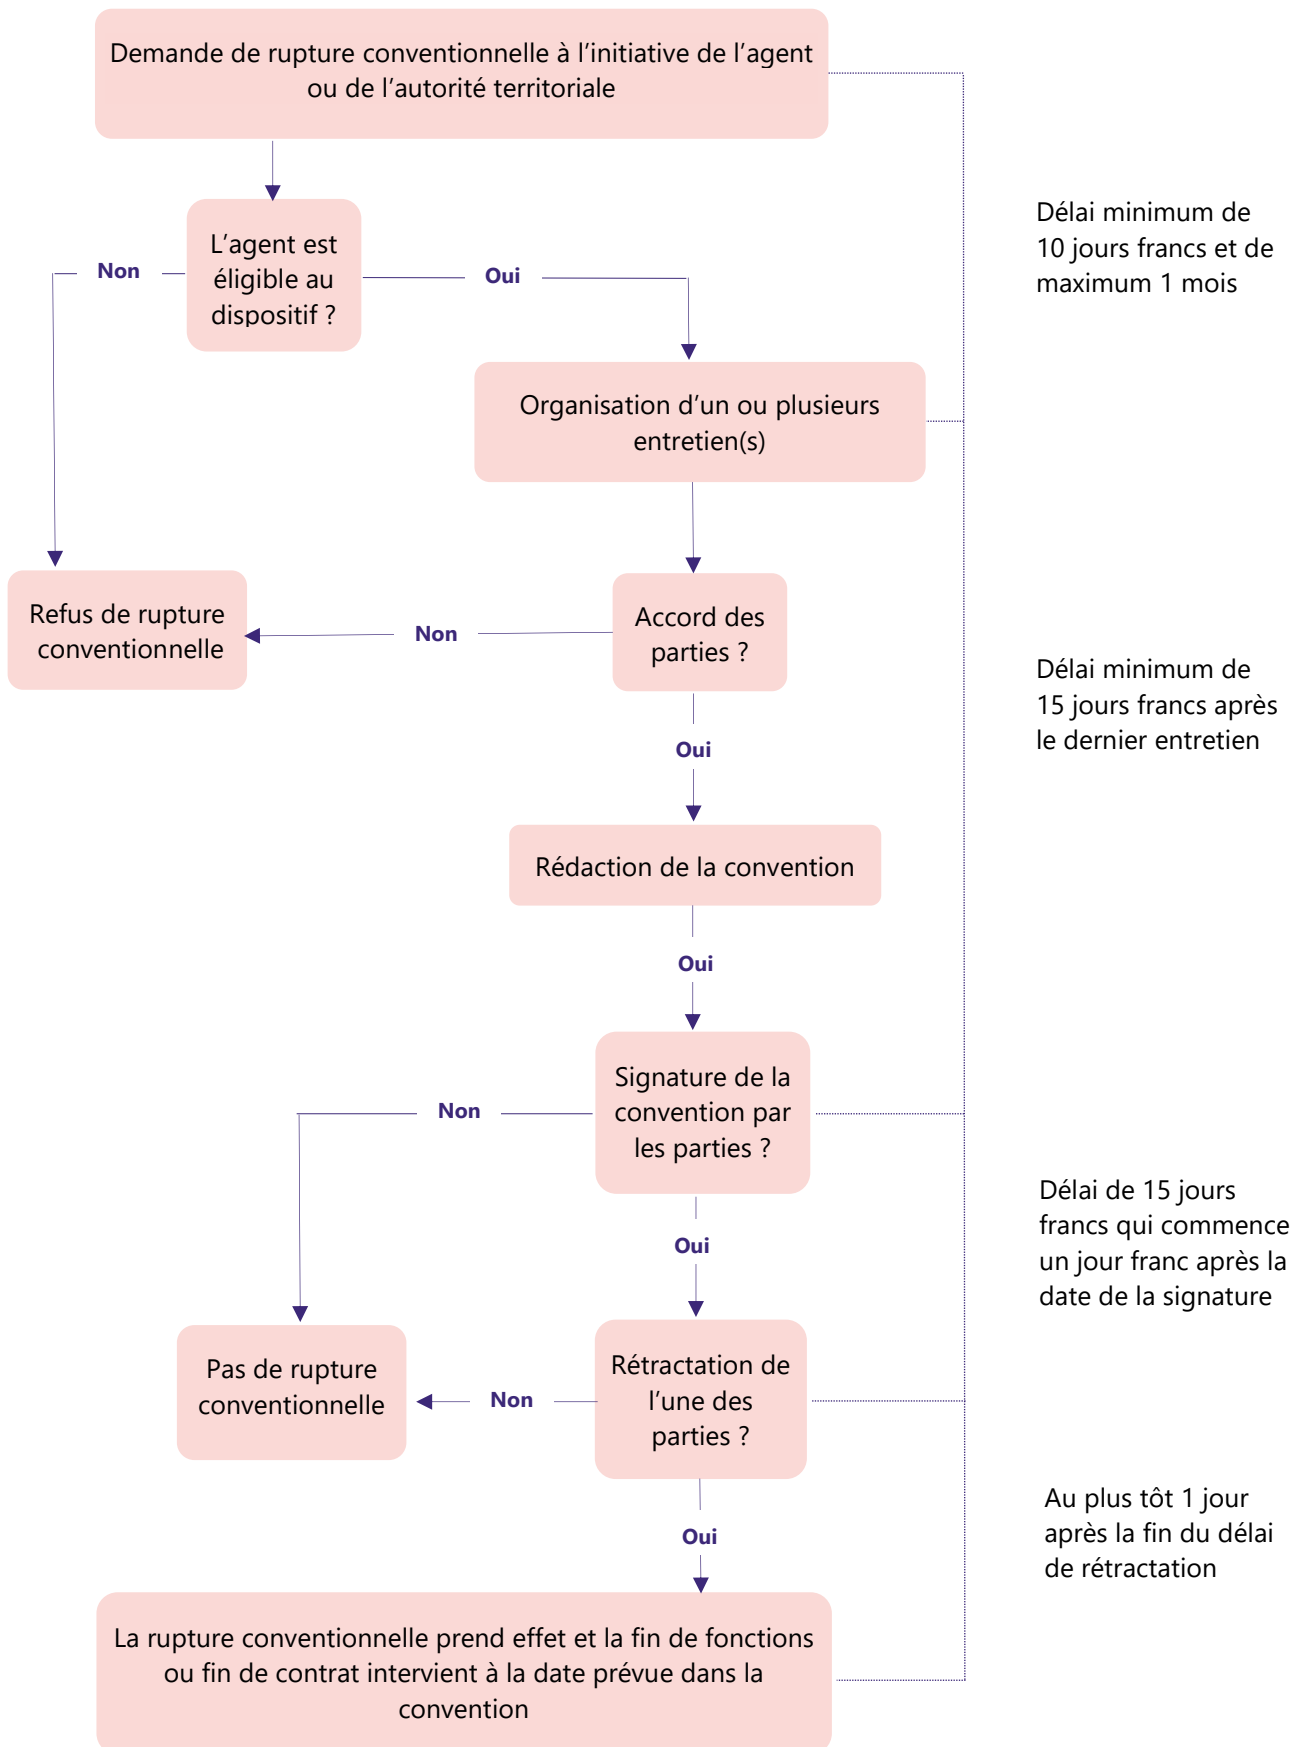 Demande de rupture conventionnelle à l’initiative de l’agent
ou de l’autorité territoriale
Délai minimum de
10 jours francs et de
maximum 1 mois
L’agent est
éligible au
dispositif ?
Non
Oui
Organisation d’un ou plusieurs
entretien(s)
Refus de rupture
conventionnelle
Non
Accord des
parties ?
Délai minimum de
15 jours francs après
le dernier entretien
Oui
Rédaction de la convention
Oui
Signature de la
convention par
les parties ?
Non
Délai de 15 jours
francs qui commence
un jour franc après la
date de la signature
Oui
Pas de rupture
conventionnelle
Non
Rétractation de
l’une des
parties ?
Au plus tôt 1 jour
après la fin du délai
de rétractation
Oui
La rupture conventionnelle prend effet et la fin de fonctions
ou fin de contrat intervient à la date prévue dans la
convention